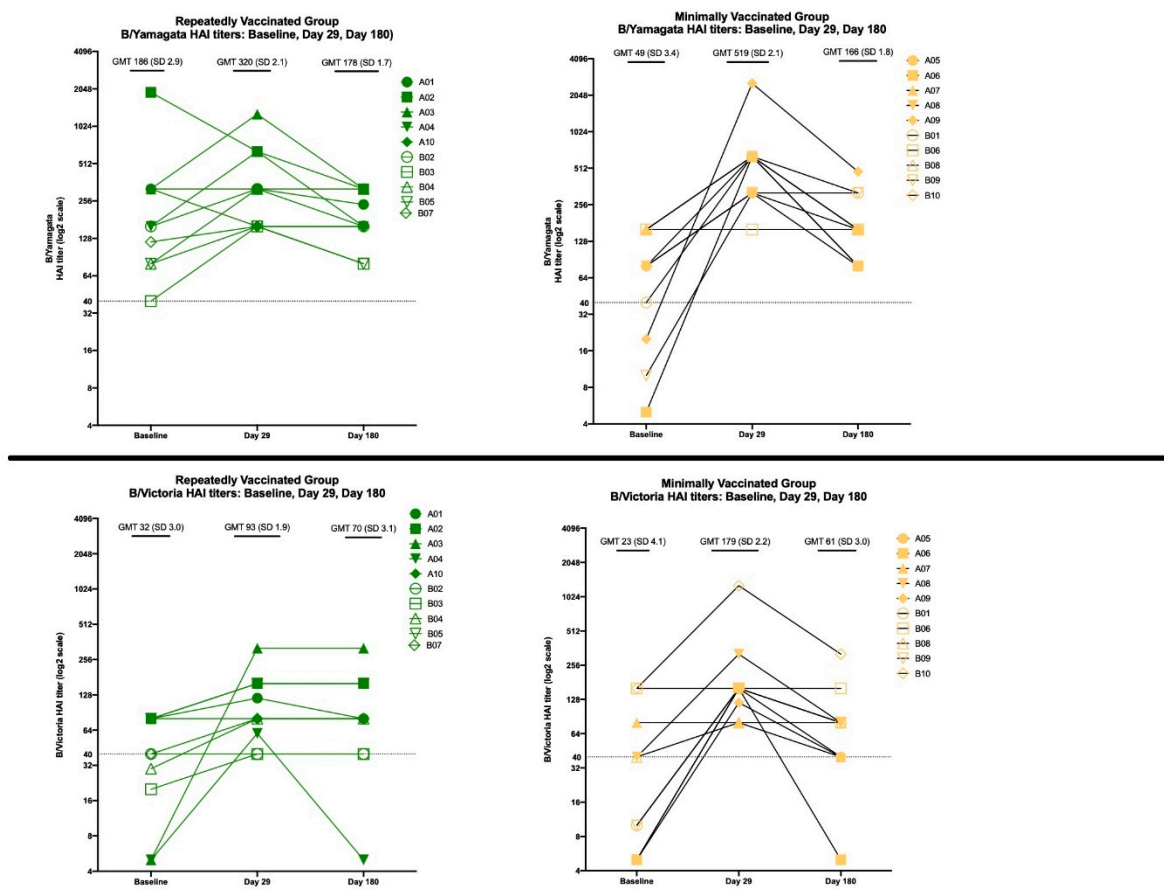 Repeatedly Vaccinated Group
B/Yamagata HAI titers: Baseline, Day 29, Day 180)
GMT 186 (SD 2.9) GMT 320 (SD 2.1) GMT 178 (SD 1.7)
B/Yamagata
HAI titer (log2 scale)
4096
2048
1024
512
256
128
64
40
32
16
8
4
Baseline Day 29 Day 180
A01
A02
A03
A04
A10
B02
B03
B04
B05
B07
Minimally Vaccinated Group
B/Yamagata HAI titers: Baseline, Day 29, Day 180
GMT 49 (SD 3.4) GMT 519 (SD 2.1) GMT 166 (SD 1.8)
B/Yamagata
HAI titer (log2 scale)
4096
2048
1024
512
256
128
64
40
32
16
8
4
Baseline Day 29 Day 180
A05
A06
A07
A08
A09
B01
B06
B08
B09
B10
Repeatedly Vaccinated Group
B/Victoria HAI titers: Baseline, Day 29, Day 180
GMT 32 (SD 3.0) GMT 93 (SD 1.9) GMT 70 (SD 3.1)
B/Victoria HAI titer (log2 scale)
4096
2048
1024
512
256
128
64
40
32
16
8
4
Baseline Day 29 Day 180
A01
A02
A03
A04
A10
B02
B03
B04
B05
B07
Minimally Vaccinated Group
B/Victoria HAI titers: Baseline, Day 29, Day 180
GMT 23 (SD 4.1) GMT 179 (SD 2.2) GMT 61 (SD 3.0)
B/Victoria HAI titer (log2 scale)
4096
2048
1024
512
256
128
64
40
32
16
8
4
Baseline Day 29 Day 180
A05
A06
A07
A08
A09
B01
B06
B08
B09
B10